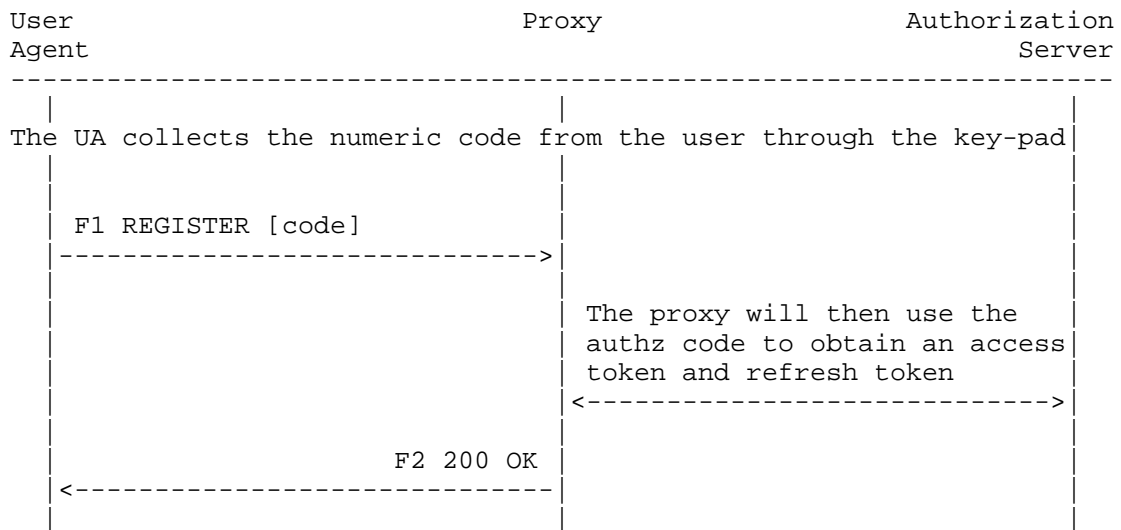 User Proxy Authorization
Agent Server
The UA collects the numeric code from the user through the key-pad
F1 REGISTER [code]
The proxy will then use the
authz code to obtain an access
token and refresh token
F2 200 OK